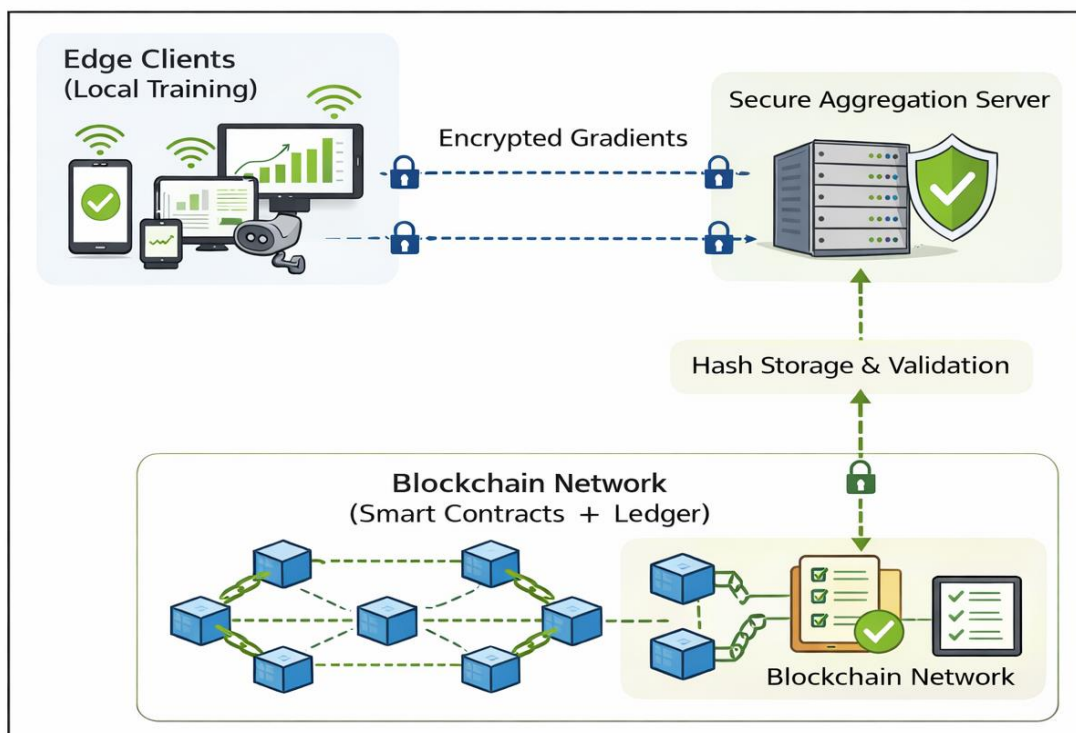 Edge Clients
(Local Training)
Encrypted Gradients
Secure Aggregation Server
Hash Storage & Validation
Blockchain Network
(Smart Contracts + Ledger)
Blockchain Network